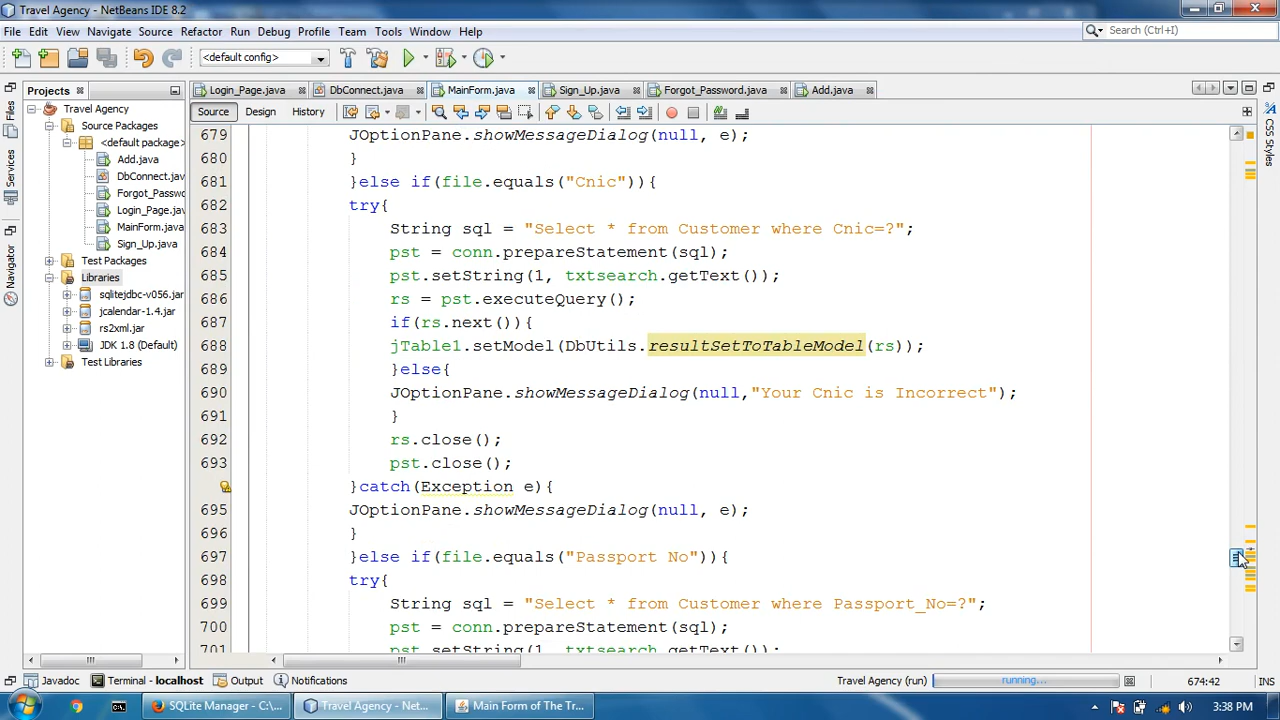 Travel Agency - NetBeans IDE 8.2
File Edit View Navigate Source Refactor Run Debug Profile Team Tools Window Help
Search (Ctrl+I)
<default config>
Projects
Login_Page.java DbConnect.java MainForm.java Sign_Up.java Forgot_Password.java Add.java
Source Design History
Files
Services
Navigator
CSS Styles
Travel Agency
Source Packages
<default package>
Add.java
DbConnect.java
Forgot_Passwo
Login_Page.java
MainForm.java
Sign_Up.java
Test Packages
Libraries
sqlitejdbc-v056.jar
jcalendar-1.4.jar
rs2xml.jar
JDK 1.8 (Default)
Test Libraries
679 JOptionPane.showMessageDialog(null, e);
680 }
681 }else if(file.equals("Cnic")){
682 try{
683 String sql = "Select * from Customer where Cnic=?";
684 pst = conn.prepareStatement(sql);
685 pst.setString(1, txtsearch.getText());
686 rs = pst.executeQuery();
687 if(rs.next()){
688 jTable1.setModel(DbUtils.resultSetToTableModel(rs));
689 }else{
690 JOptionPane.showMessageDialog(null,"Your Cnic is Incorrect");
691 }
692 rs.close();
693 pst.close();
}catch(Exception e){
695 JOptionPane.showMessageDialog(null, e);
696 }
697 }else if(file.equals("Passport No")){
698 try{
699 String sql = "Select * from Customer where Passport_No=?";
700 pst = conn.prepareStatement(sql);
701 pst.setString(1, txtsearch.getText());
Javadoc Terminal - localhost Output Notifications Travel Agency (run) running... 674:42 INS
SQLite Manager - C:\... Travel Agency - Net... Main Form of The Tr... 3:38 PM